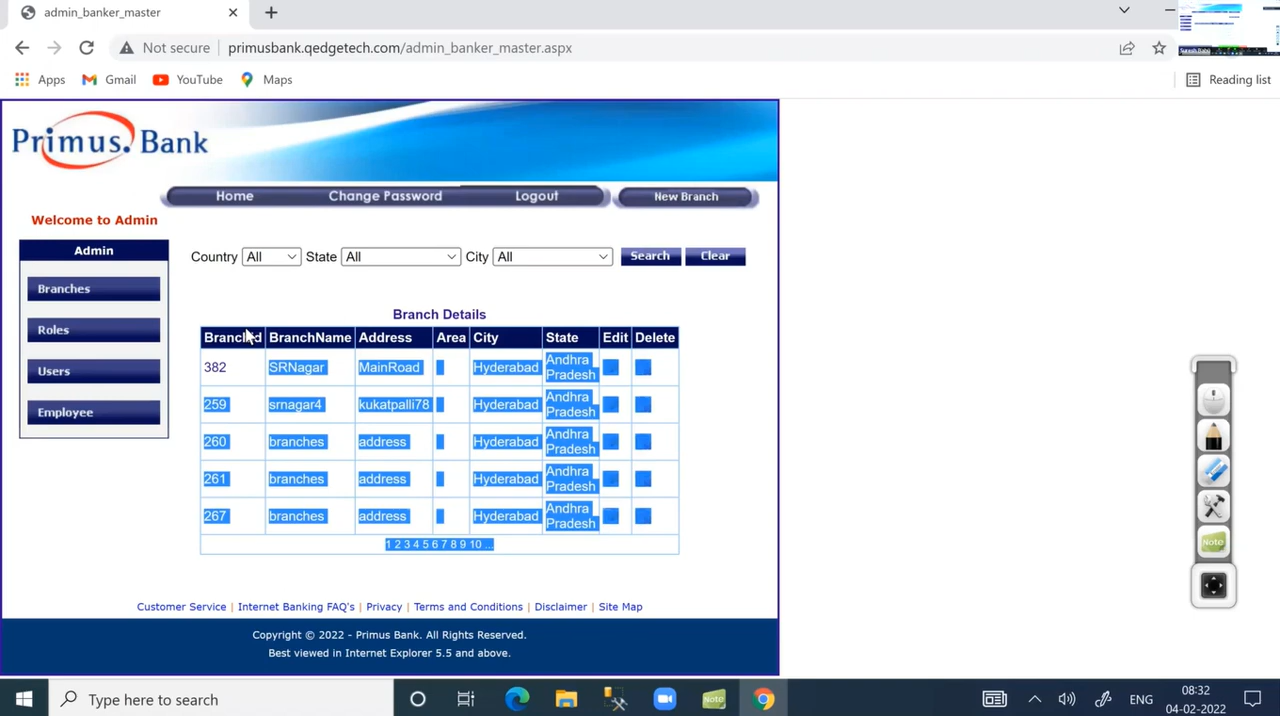 admin_banker_master
Not secure
primusbank.qedgetech.com/admin_banker_master.aspx
Apps
Gmail
YouTube
Maps
Reading list
Primus. Bank
Home
Change Password
Logout
New Branch
Welcome to Admin
Admin
Branches
Roles
Users
Employee
Country All State All City All Search Clear
Branch Details
BranchName Address Area City State Edit Delete
382 SRNagar MainRoad Hyderabad Andhra Pradesh
259 srnagar4 kukatpalli78 Hyderabad Andhra Pradesh
260 branches address Hyderabad Andhra Pradesh
261 branches address Hyderabad Andhra Pradesh
267 branches address Hyderabad Andhra Pradesh
1 2 3 4 5 6 7 8 9 10 ...
Customer Service | Internet Banking FAQ's | Privacy | Terms and Conditions | Disclaimer | Site Map
Copyright © 2022 - Primus Bank. All Rights Reserved.
Best viewed in Internet Explorer 5.5 and above.
Note
Type here to search
Note
ENG
08:32
04-02-2022